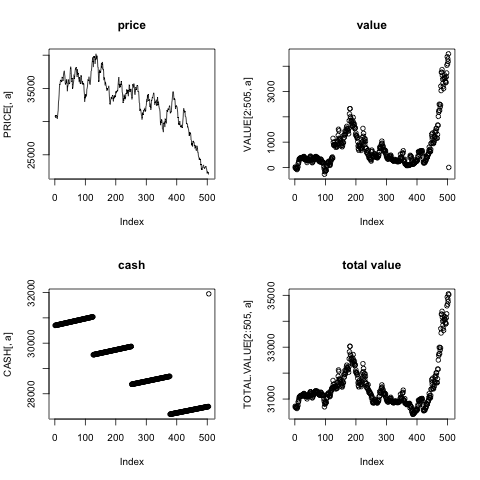 price
PRICE[, a]
25000
35000
0 100 200 300 400 500
Index
value
VALUE[2:505, a]
0 1000 3000
0 100 200 300 400 500
Index
cash
CASH[, a]
28000 30000 32000
0 100 200 300 400 500
Index
total value
TOTAL.VALUE[2:505, a]
31000 33000 35000
0 100 200 300 400 500
Index